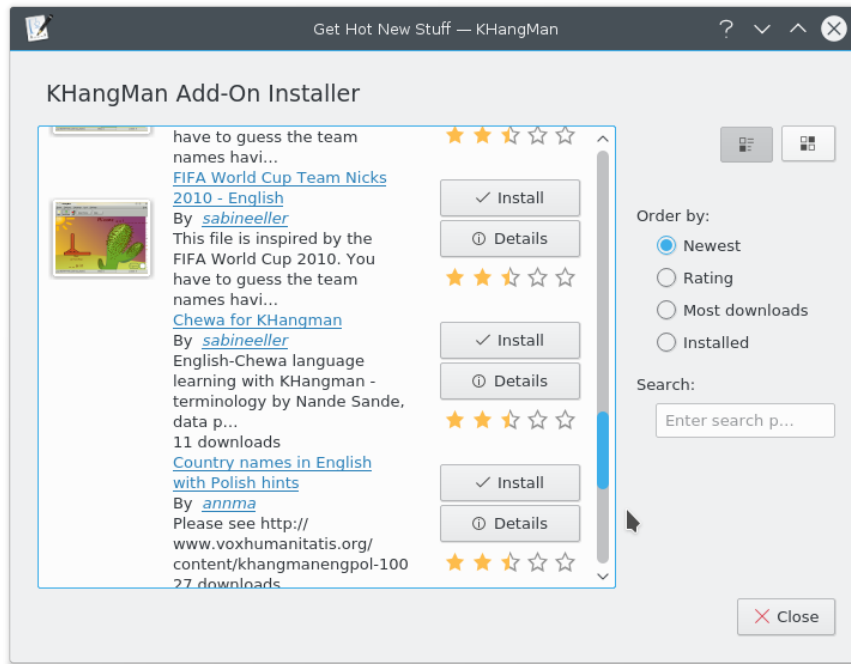 Get Hot New Stuff — KHangMan
KHangMan Add-On Installer
have to guess the team
names havi...
FIFA World Cup Team Nicks
2010 - English
By sabineeller
This file is inspired by the
FIFA World Cup 2010. You
have to guess the team
names havi...
Install
Details
Chewa for KHangman
By sabineeller
English-Chewa language
learning with KHangman -
terminology by Nande Sande,
data p...
11 downloads
Install
Details
Country names in English
with Polish hints
By annma
Please see http://
www.voxhumanitatis.org/
content/khangmanengpol-100
27 downloads
Install
Details
Order by:
Newest
Rating
Most downloads
Installed
Search:
Enter search p...
Close